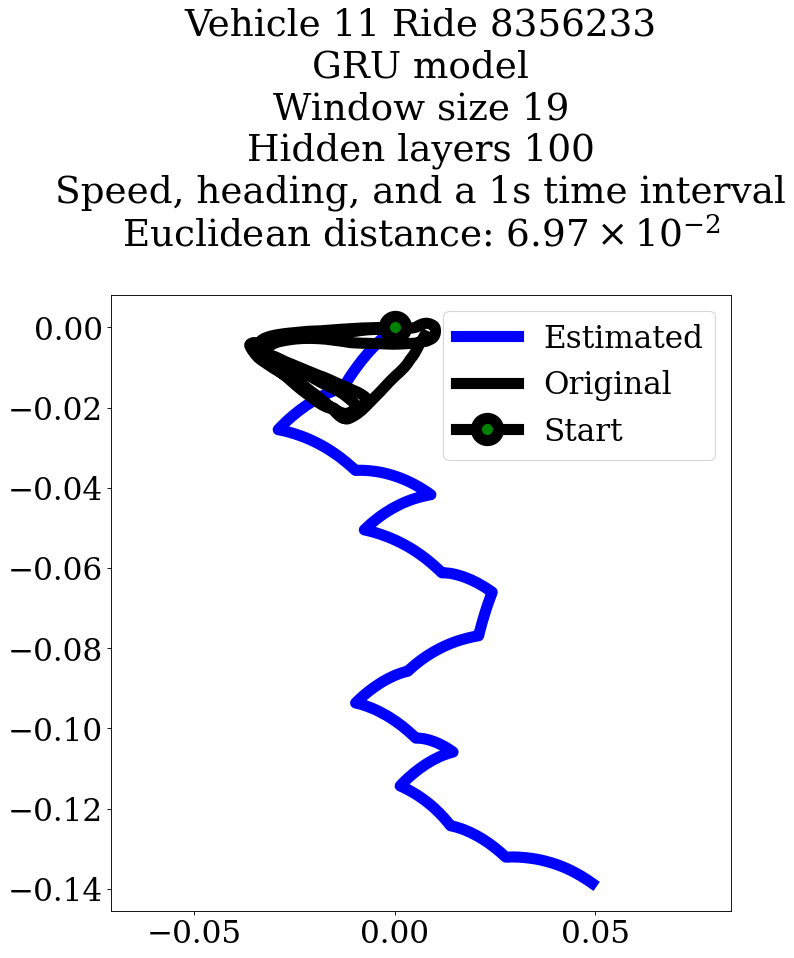 Vehicle 11 Ride 8356233
GRU model
Window size 19
Hidden layers 100
Speed, heading, and a 1s time interval
Euclidean distance: 6.97 × 10⁻²
Estimated
Original
Start
0.00
−0.02
−0.04
−0.06
−0.08
−0.10
−0.12
−0.14
−0.05
0.00
0.05